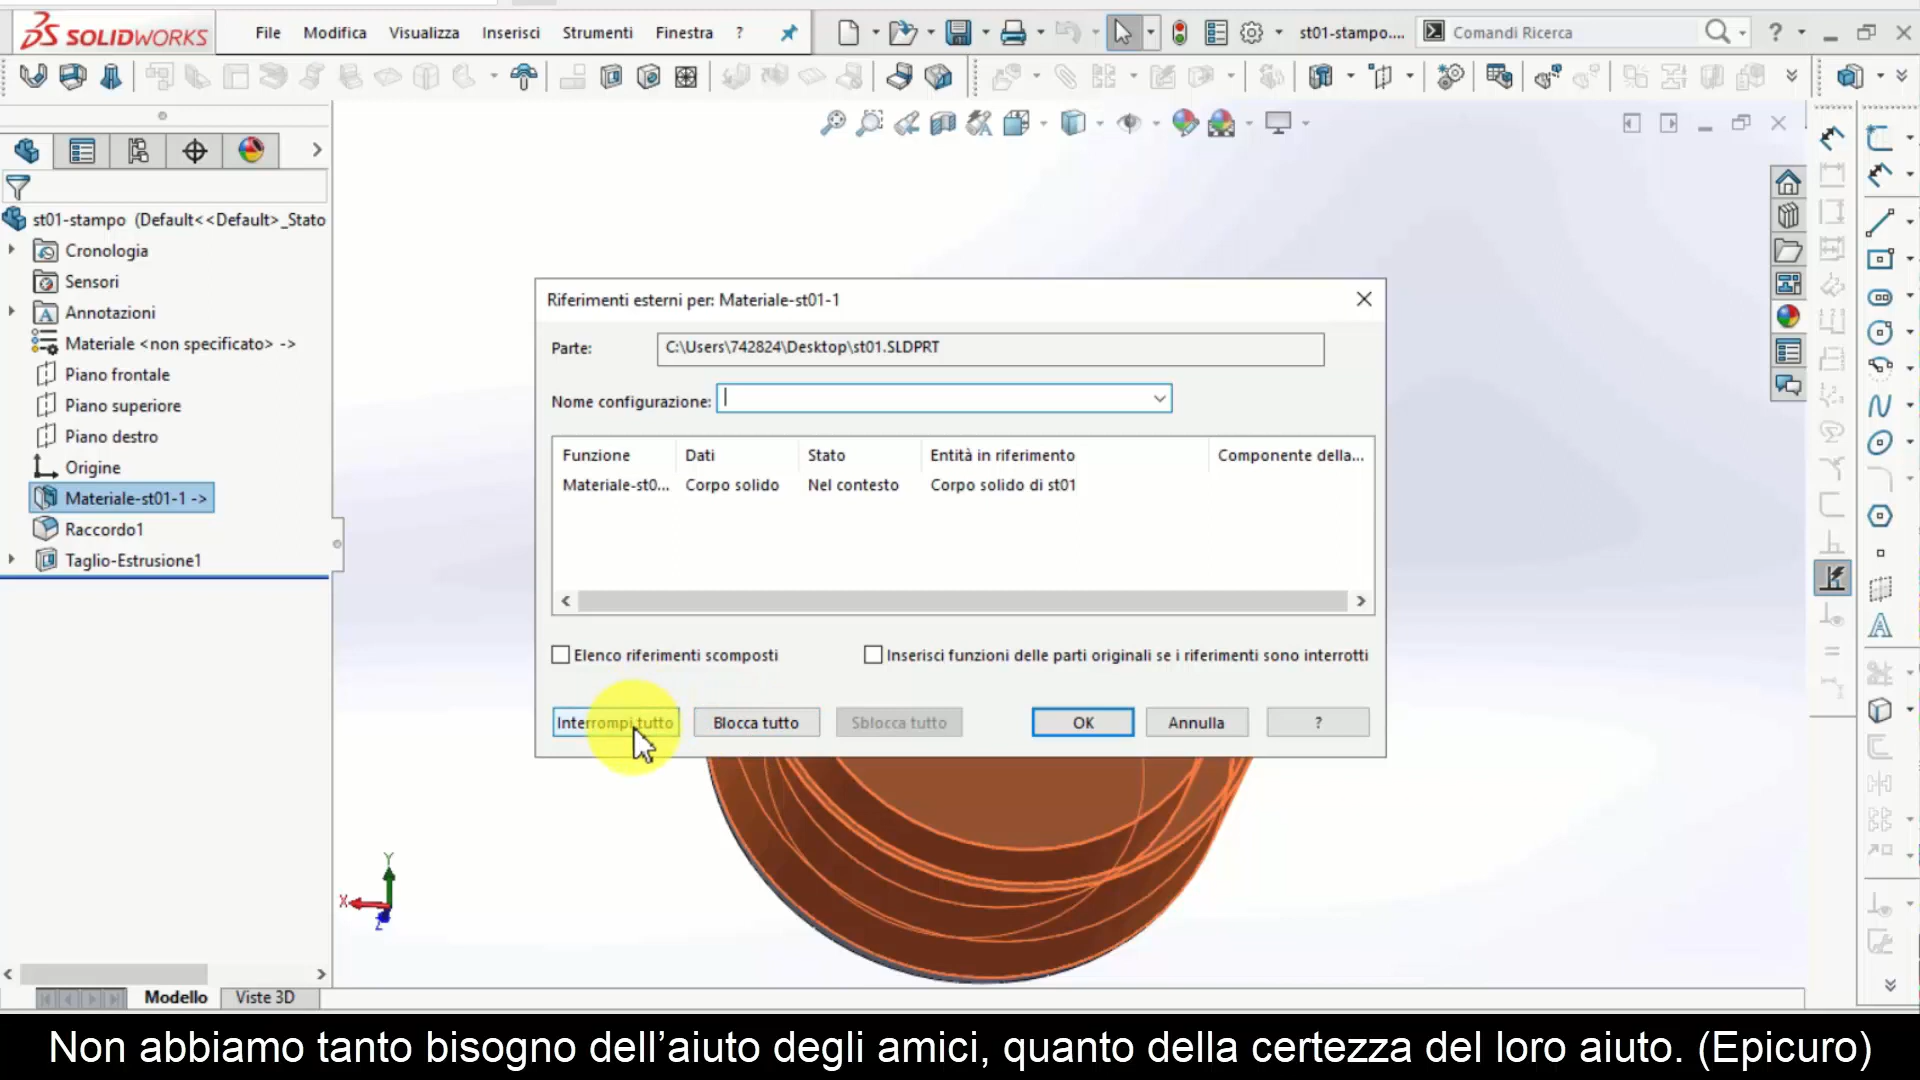 SOLIDWORKS
File Modifica Visualizza Inserisci Strumenti Finestra ?
st01-stampo....
Comandi Ricerca
?
st01-stampo (Default<<Default>_Stato
Cronologia
Sensori
Annotazioni
Materiale <non specificato> ->
Piano frontale
Piano superiore
Piano destro
Origine
Materiale-st01-1 ->
Raccordo1
Taglio-Estrusione1
Riferimenti esterni per: Materiale-st01-1
Parte: C:\Users\742824\Desktop\st01.SLDPRT
Nome configurazione:
Funzione Dati Stato Entità in riferimento Componente della...
Materiale-st0... Corpo solido Nel contesto Corpo solido di st01
Elenco riferimenti scomposti Inserisci funzioni delle parti originali se i riferimenti sono interrotti
Interrompi tutto Blocca tutto Sblocca tutto OK Annulla ?
Y
X
Z
Modello Viste 3D
Non abbiamo tanto bisogno dell’aiuto degli amici, quanto della certezza del loro aiuto. (Epicuro)